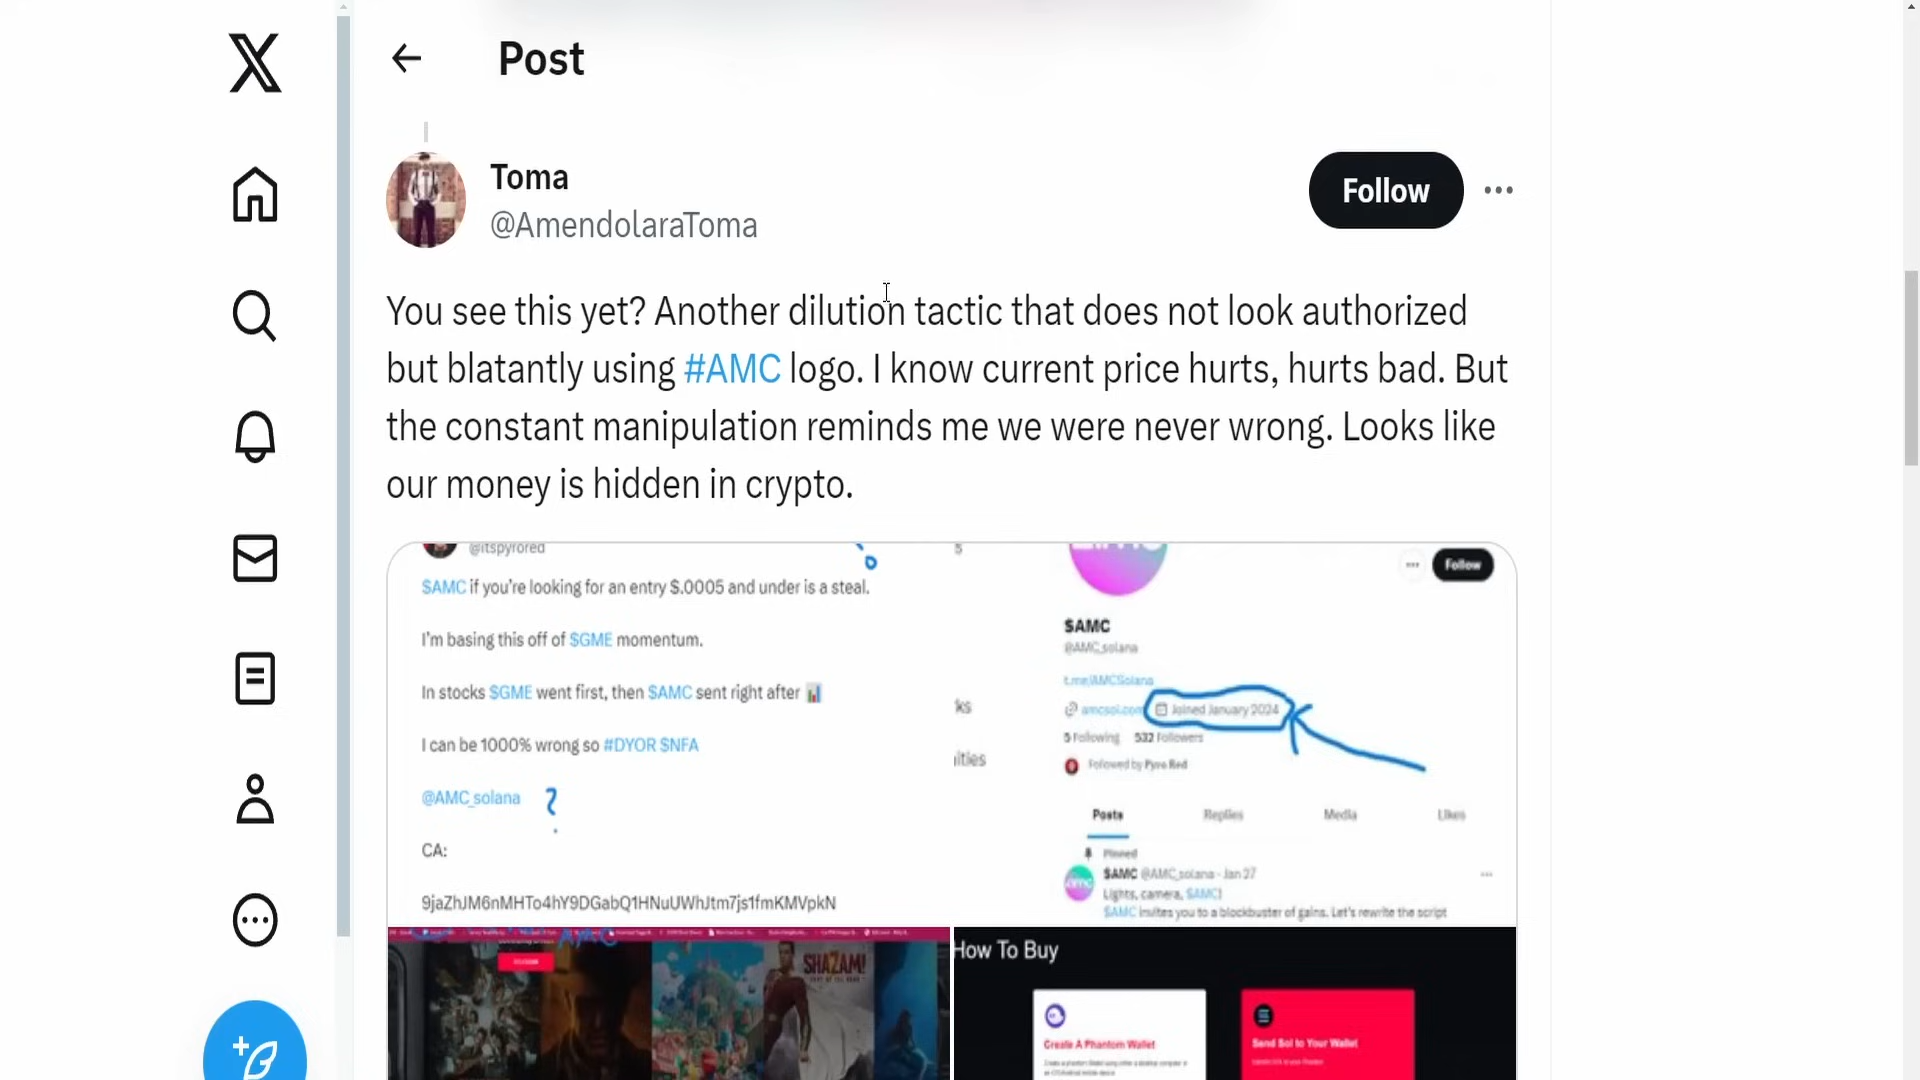 Post
Toma
@AmendolaraToma
Follow
You see this yet? Another dilution tactic that does not look authorized
but blatantly using #AMC logo. I know current price hurts, hurts bad. But
the constant manipulation reminds me we were never wrong. Looks like
our money is hidden in crypto.
@itspyrored
$AMC if you're looking for an entry $.0005 and under is a steal.
I'm basing this off of $GME momentum.
In stocks $GME went first, then $AMC sent right after
I can be 1000% wrong so #DYOR $NFA
@AMC_solana ?
CA:
9jaZhJM6nMHTo4hY9DGabQ1HNuUWhJtm7js1fmKMVpkN
5
ks
Follow
$AMC
@AMC_solana
t.me/AMCSolana
amcsol.com Joined January 2024
5 Following 532 Followers
Followed by Pyro Red
Posts Replies Media Likes
Pinned
$AMC @AMC_solana · Jan 27
Lights, camera, $AMC!
$AMC invites you to a blockbuster of gains. Let's rewrite the script
AMC
SHAZAM!
How To Buy
Create A Phantom Wallet
Send Sol to Your Wallet